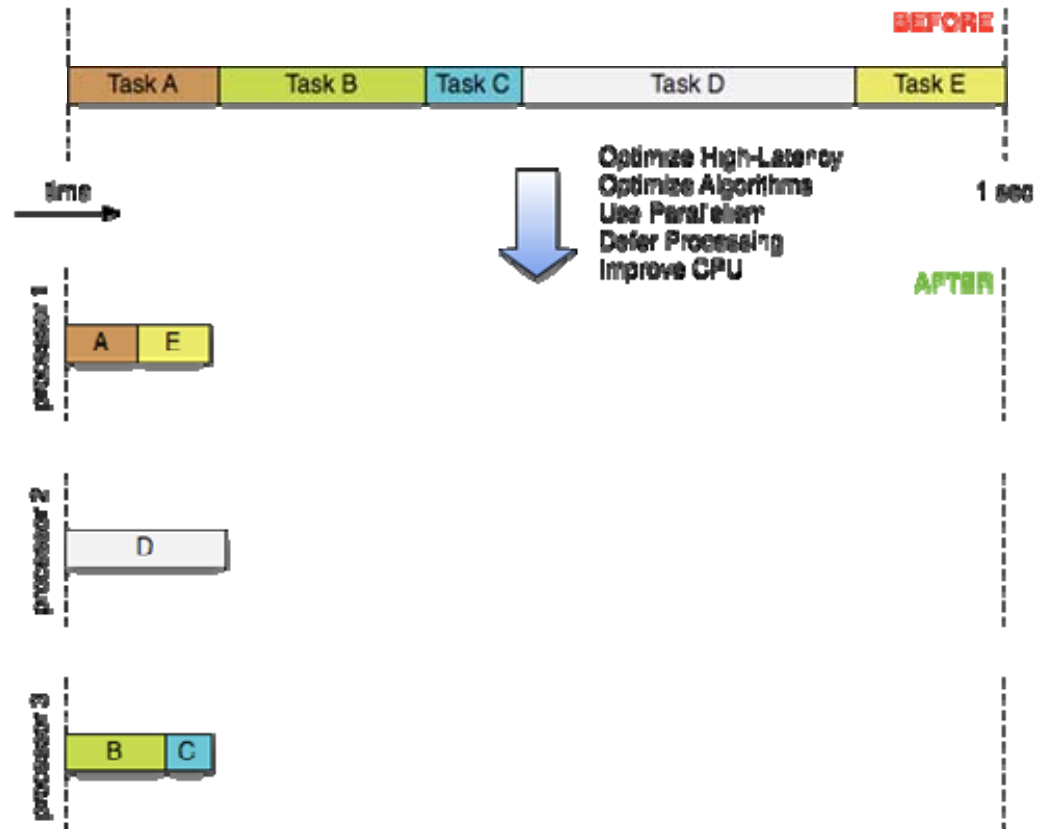 BEFORE
Task A Task B Task C Task D Task E
Optimize High-Latency
Optimize Algorithms
Use Parallelism
Defer Processing
Improve CPU
time
1 sec
AFTER
processor 1
A E
processor 2
D
processor 3
B C